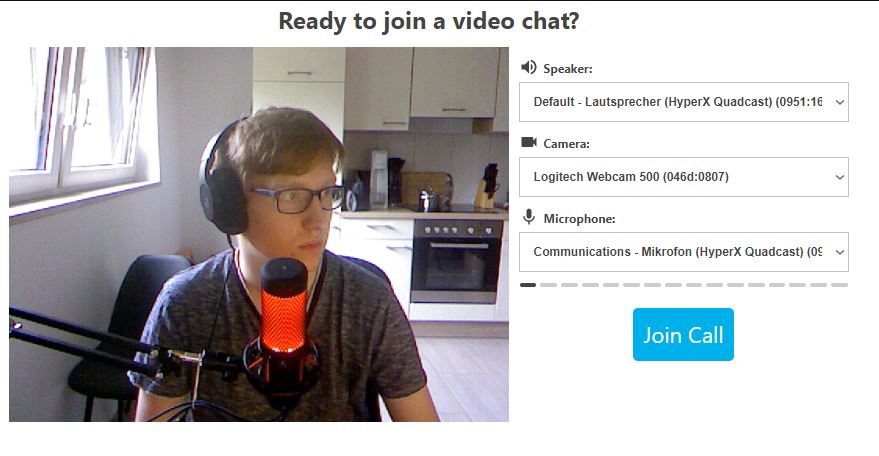 Ready to join a video chat?
Speaker:
Default - Lautsprecher (HyperX Quadcast) (0951:16
Camera:
Logitech Webcam 500 (046d:0807)
Microphone:
Communications - Mikrofon (HyperX Quadcast) (09
Join Call